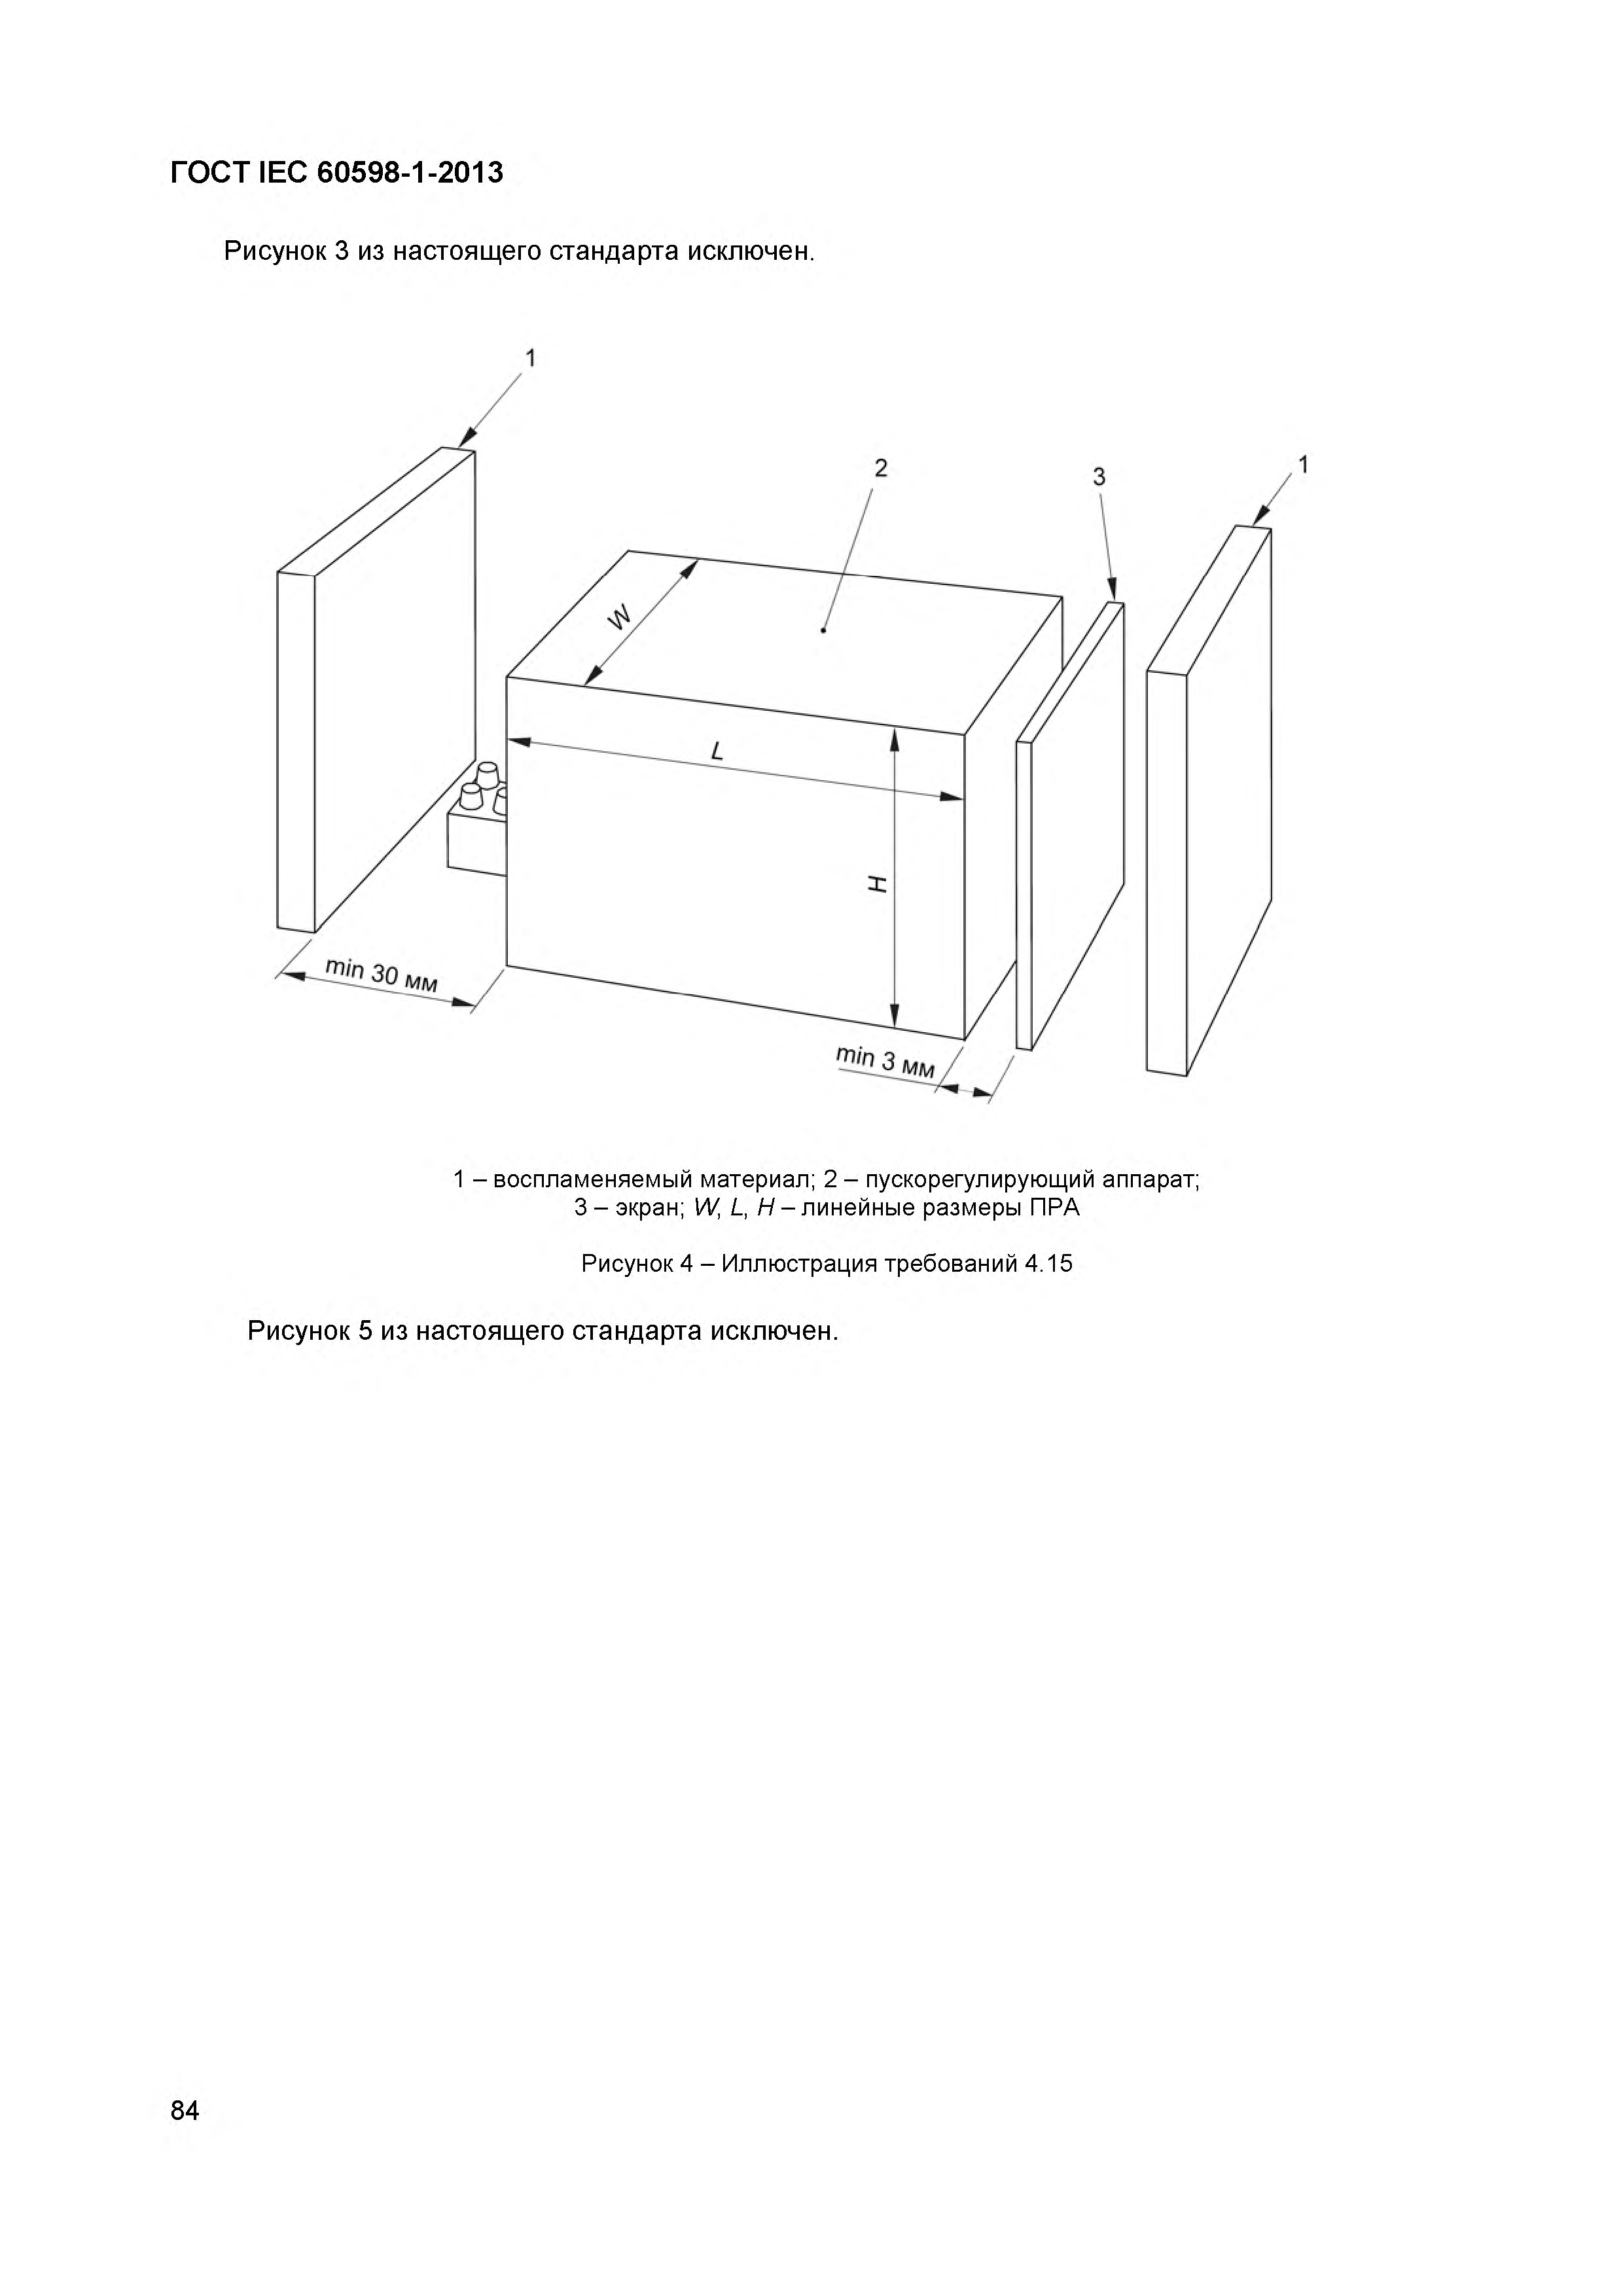 ГОСТ IEC 60598-1-2013
Рисунок 3 из настоящего стандарта исключен.
1
2
3
1
W
L
H
min 30 мм
min 3 мм
1 – воспламеняемый материал; 2 – пускорегулирующий аппарат;
3 – экран; W, L, H – линейные размеры ПРА
Рисунок 4 – Иллюстрация требований 4.15
Рисунок 5 из настоящего стандарта исключен.
84